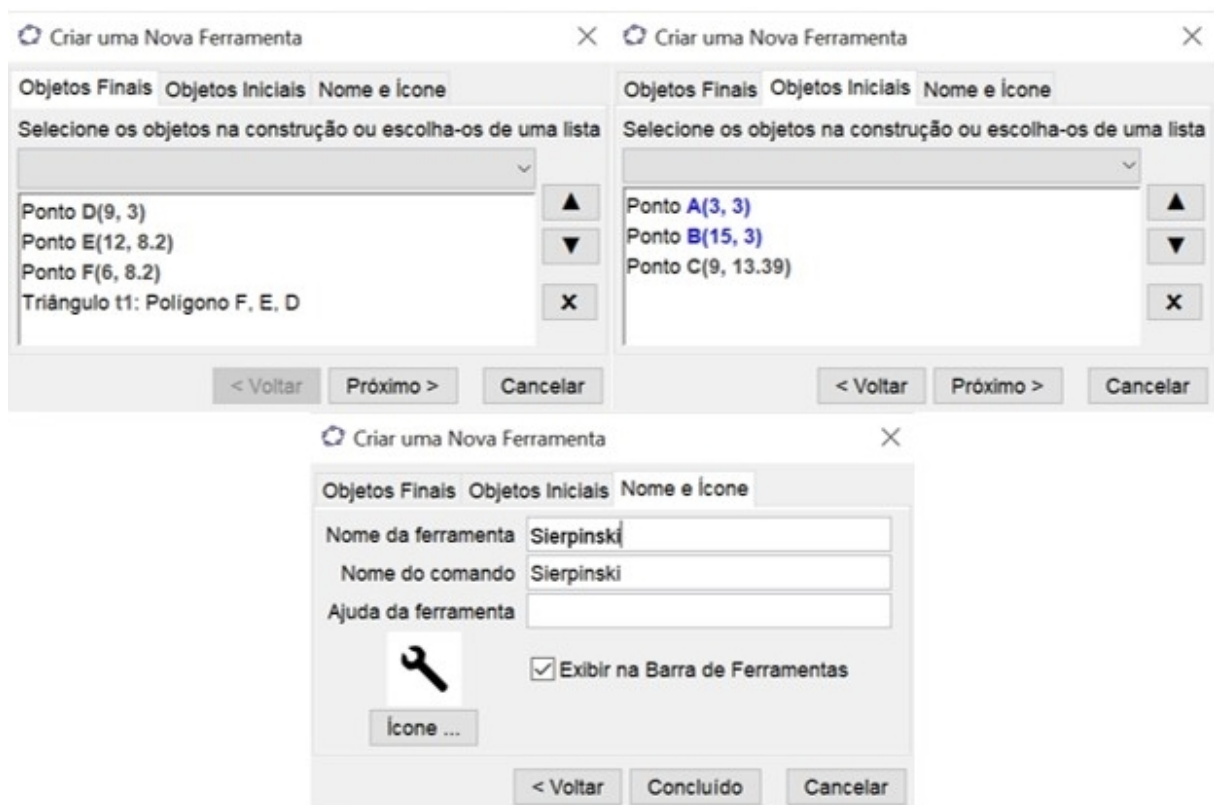 Criar uma Nova Ferramenta
Objetos Finais Objetos Iniciais Nome e Ícone
Selecione os objetos na construção ou escolha-os de uma lista
Ponto D(9, 3)
Ponto E(12, 8.2)
Ponto F(6, 8.2)
Triângulo t1: Polígono F, E, D
< Voltar Próximo > Cancelar
Criar uma Nova Ferramenta
Objetos Finais Objetos Iniciais Nome e Ícone
Selecione os objetos na construção ou escolha-os de uma lista
Ponto A(3, 3)
Ponto B(15, 3)
Ponto C(9, 13.39)
< Voltar Próximo > Cancelar
Criar uma Nova Ferramenta
Objetos Finais Objetos Iniciais Nome e Ícone
Nome da ferramenta Sierpinski
Nome do comando Sierpinski
Ajuda da ferramenta
Exibir na Barra de Ferramentas
Ícone ...
< Voltar Concluído Cancelar